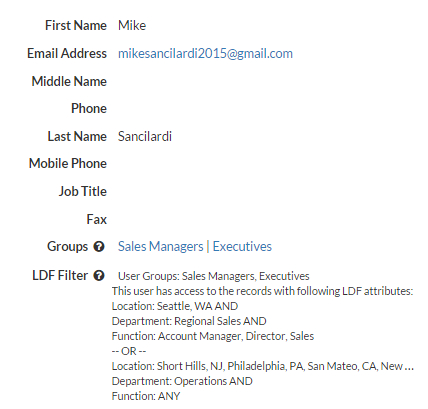 First Name Mike
Email Address mikesancilardi2015@gmail.com
Middle Name
Phone
Last Name Sancilardi
Mobile Phone
Job Title
Fax
Groups ? Sales Managers | Executives
LDF Filter ? User Groups: Sales Managers, Executives
This user has access to the records with following LDF attributes:
Location: Seattle, WA AND
Department: Regional Sales AND
Function: Account Manager, Director, Sales
-- OR --
Location: Short Hills, NJ, Philadelphia, PA, San Mateo, CA, New ...
Department: Operations AND
Function: ANY